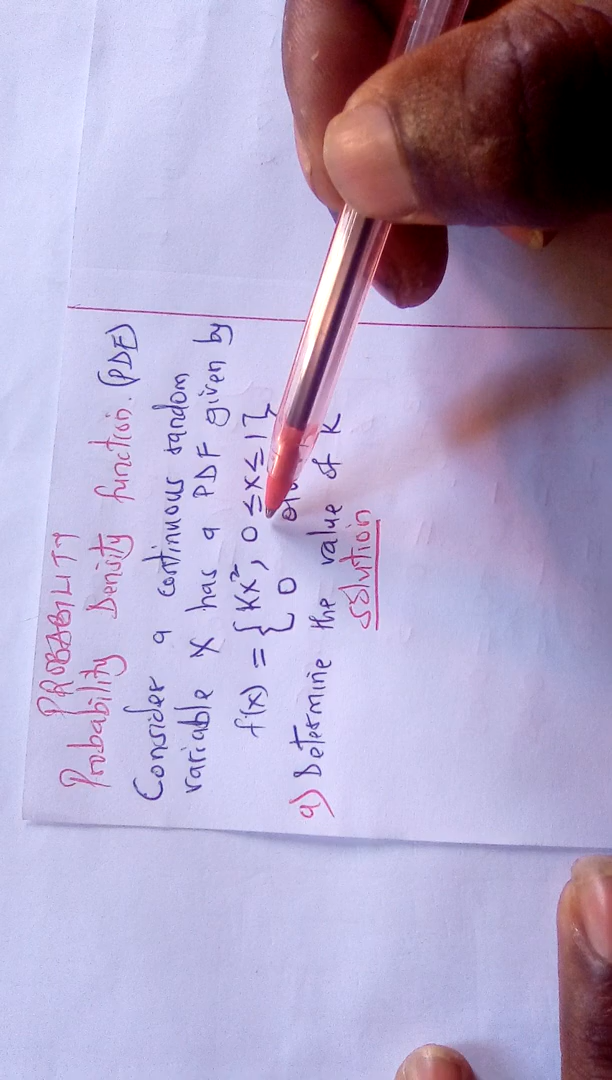 PROBABILITY
Probability Density function. (PDF)
Consider a continuous random
variable X has a PDF given by
f(x) = { Kx², 0 ≤ x ≤ 1 }
0
a) Determine the value of K
solution